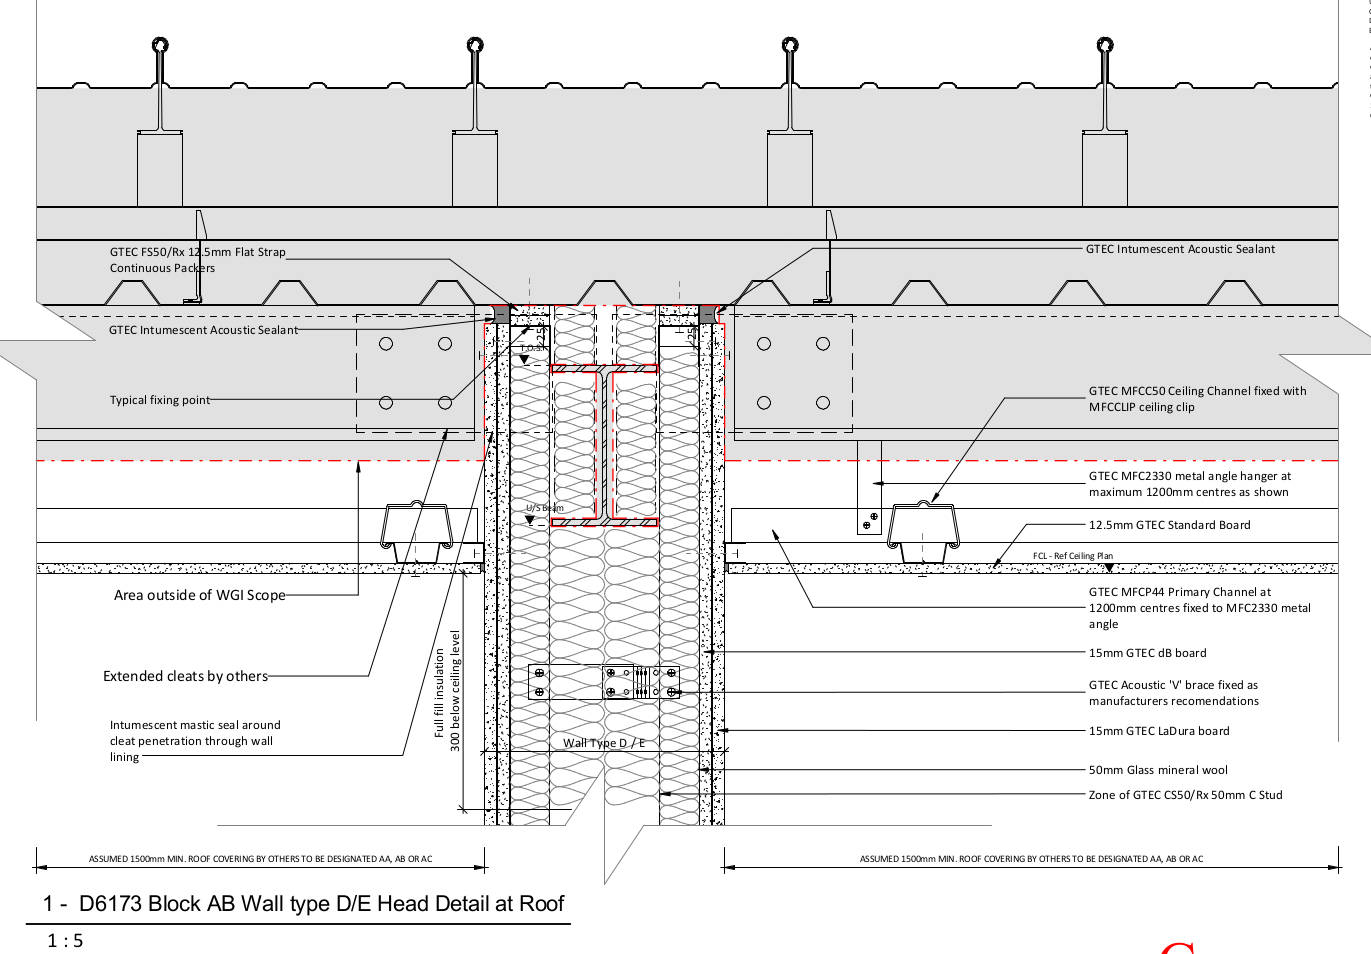 GTEC FS50/Rx 12.5mm Flat Strap
Continuous Packers
GTEC Intumescent Acoustic Sealant
GTEC Intumescent Acoustic Sealant
T.O.S.
25
25
Typical fixing point
GTEC MFCC50 Ceiling Channel fixed with
MFCCLIP ceiling clip
GTEC MFC2330 metal angle hanger at
maximum 1200mm centres as shown
U/S Beam
12.5mm GTEC Standard Board
FCL - Ref Ceiling Plan
Area outside of WGI Scope
GTEC MFCP44 Primary Channel at
1200mm centres fixed to MFC2330 metal
angle
Extended cleats by others
Full fill insulation
300 below ceiling level
15mm GTEC dB board
GTEC Acoustic 'V' brace fixed as
manufacturers recomendations
Intumescent mastic seal around
cleat penetration through wall
lining
15mm GTEC LaDura board
Wall Type D / E
50mm Glass mineral wool
Zone of GTEC CS50/Rx 50mm C Stud
ASSUMED 1500mm MIN. ROOF COVERING BY OTHERS TO BE DESIGNATED AA, AB OR AC
ASSUMED 1500mm MIN. ROOF COVERING BY OTHERS TO BE DESIGNATED AA, AB OR AC
1 - D6173 Block AB Wall type D/E Head Detail at Roof
1 : 5